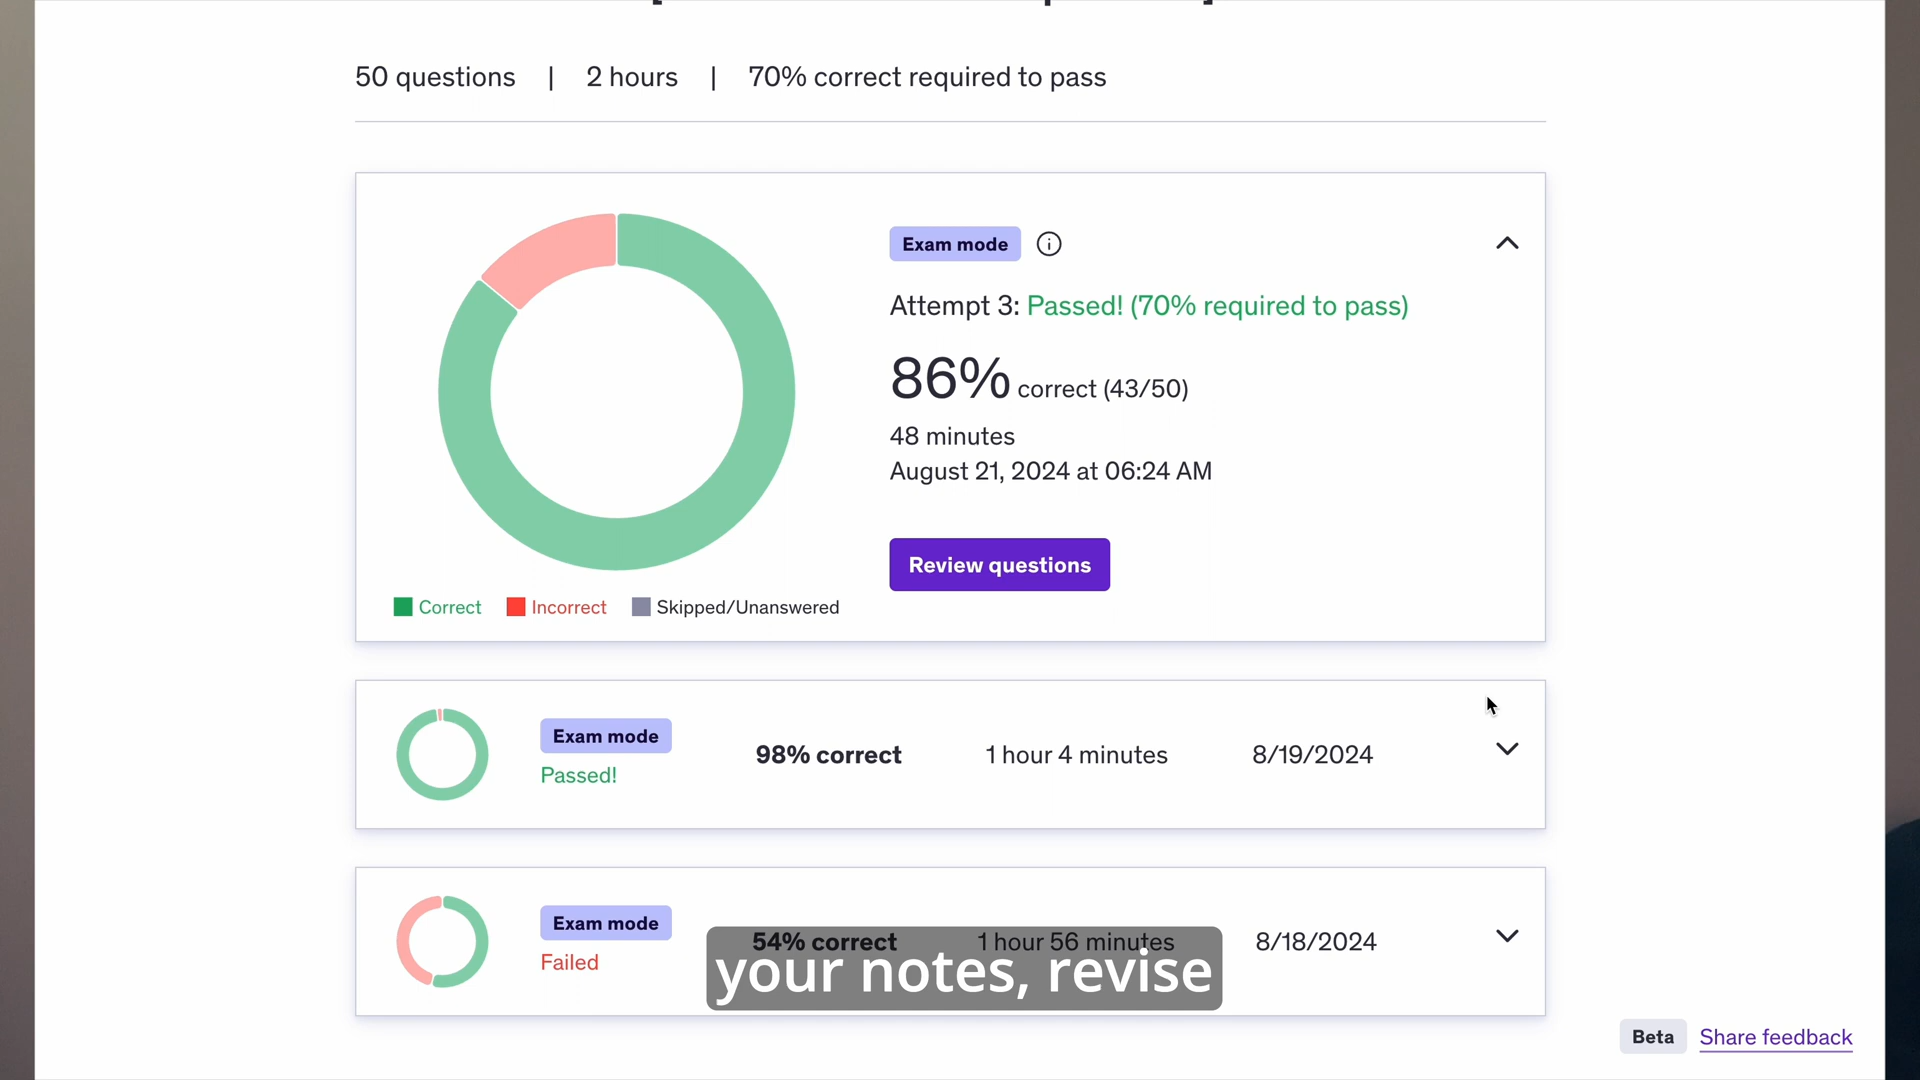 50 questions | 2 hours | 70% correct required to pass
Exam mode
Attempt 3: Passed! (70% required to pass)
86% correct (43/50)
48 minutes
August 21, 2024 at 06:24 AM
Review questions
Correct Incorrect Skipped/Unanswered
Exam mode
Passed!
98% correct 1 hour 4 minutes 8/19/2024
Exam mode
Failed
54% correct 1 hour 56 minutes 8/18/2024
your notes, revise
Beta Share feedback